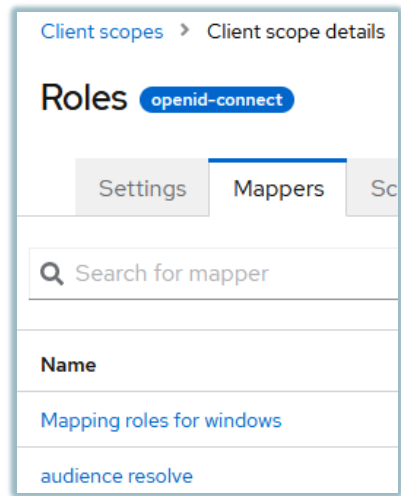 Client scopes > Client scope details
Roles openid-connect
Settings Mappers Sc
Search for mapper
Name
Mapping roles for windows
audience resolve